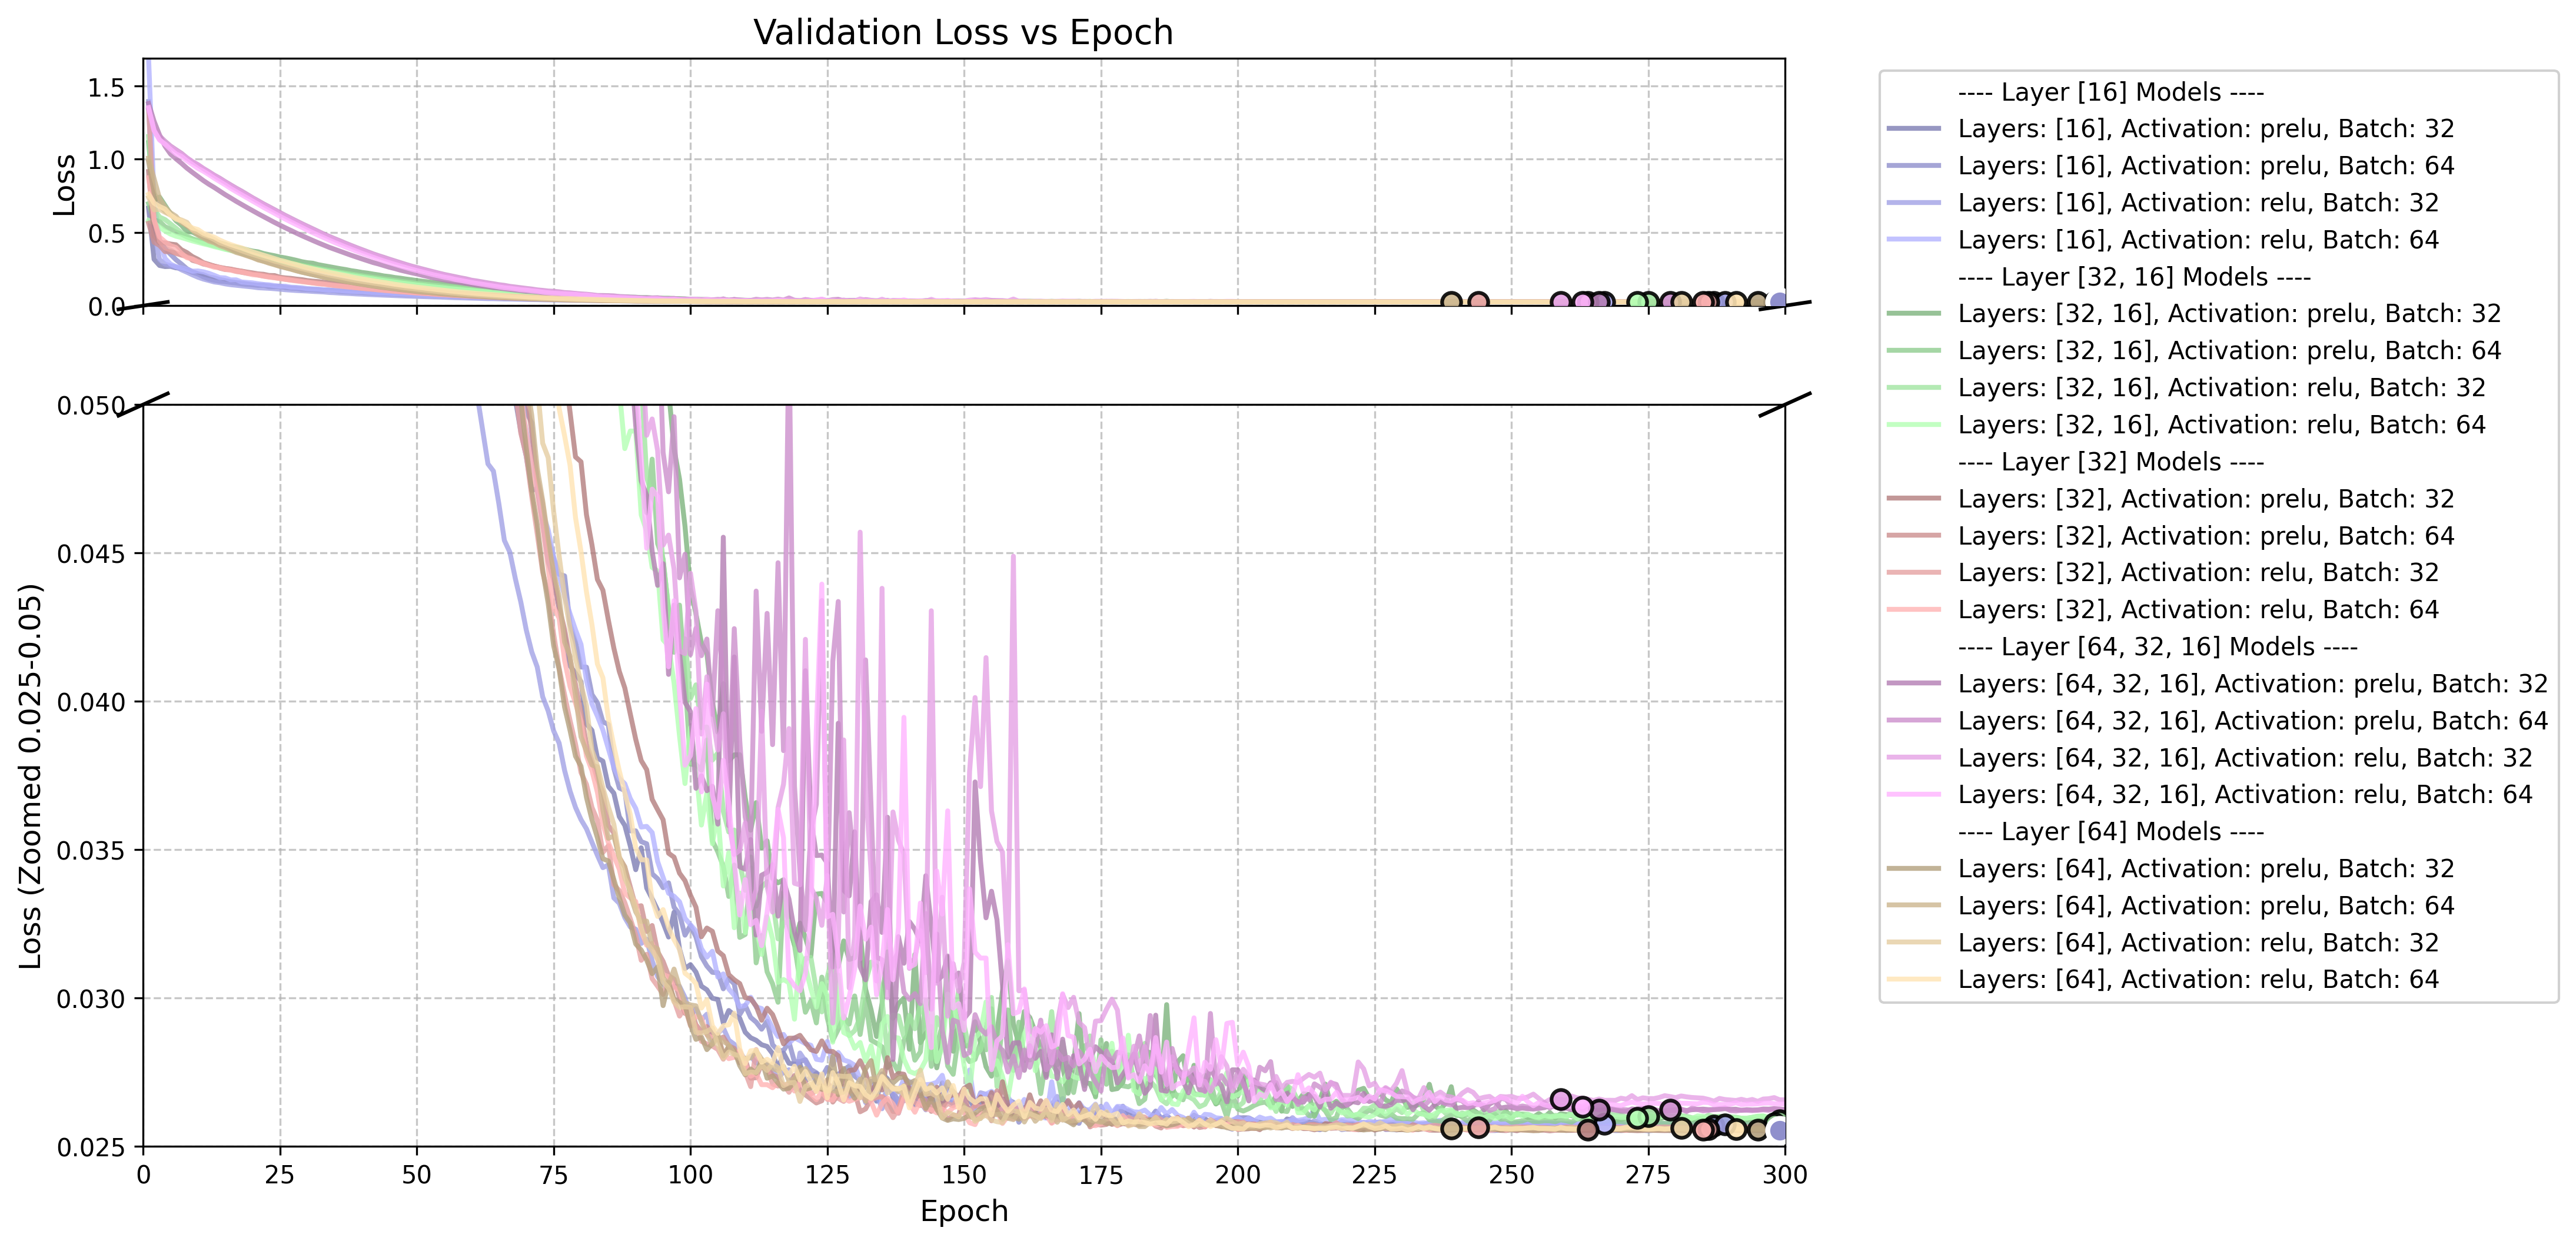 Validation Loss vs Epoch
1.5
1.0
0.5
0.0
Loss
0.050
0.045
0.040
0.035
0.030
0.025
Loss (Zoomed 0.025-0.05)
0 25 50 75 100 125 150 175 200 225 250 275 300
Epoch
---- Layer [16] Models ----
Layers: [16], Activation: prelu, Batch: 32
Layers: [16], Activation: prelu, Batch: 64
Layers: [16], Activation: relu, Batch: 32
Layers: [16], Activation: relu, Batch: 64
---- Layer [32, 16] Models ----
Layers: [32, 16], Activation: prelu, Batch: 32
Layers: [32, 16], Activation: prelu, Batch: 64
Layers: [32, 16], Activation: relu, Batch: 32
Layers: [32, 16], Activation: relu, Batch: 64
---- Layer [32] Models ----
Layers: [32], Activation: prelu, Batch: 32
Layers: [32], Activation: prelu, Batch: 64
Layers: [32], Activation: relu, Batch: 32
Layers: [32], Activation: relu, Batch: 64
---- Layer [64, 32, 16] Models ----
Layers: [64, 32, 16], Activation: prelu, Batch: 32
Layers: [64, 32, 16], Activation: prelu, Batch: 64
Layers: [64, 32, 16], Activation: relu, Batch: 32
Layers: [64, 32, 16], Activation: relu, Batch: 64
---- Layer [64] Models ----
Layers: [64], Activation: prelu, Batch: 32
Layers: [64], Activation: prelu, Batch: 64
Layers: [64], Activation: relu, Batch: 32
Layers: [64], Activation: relu, Batch: 64